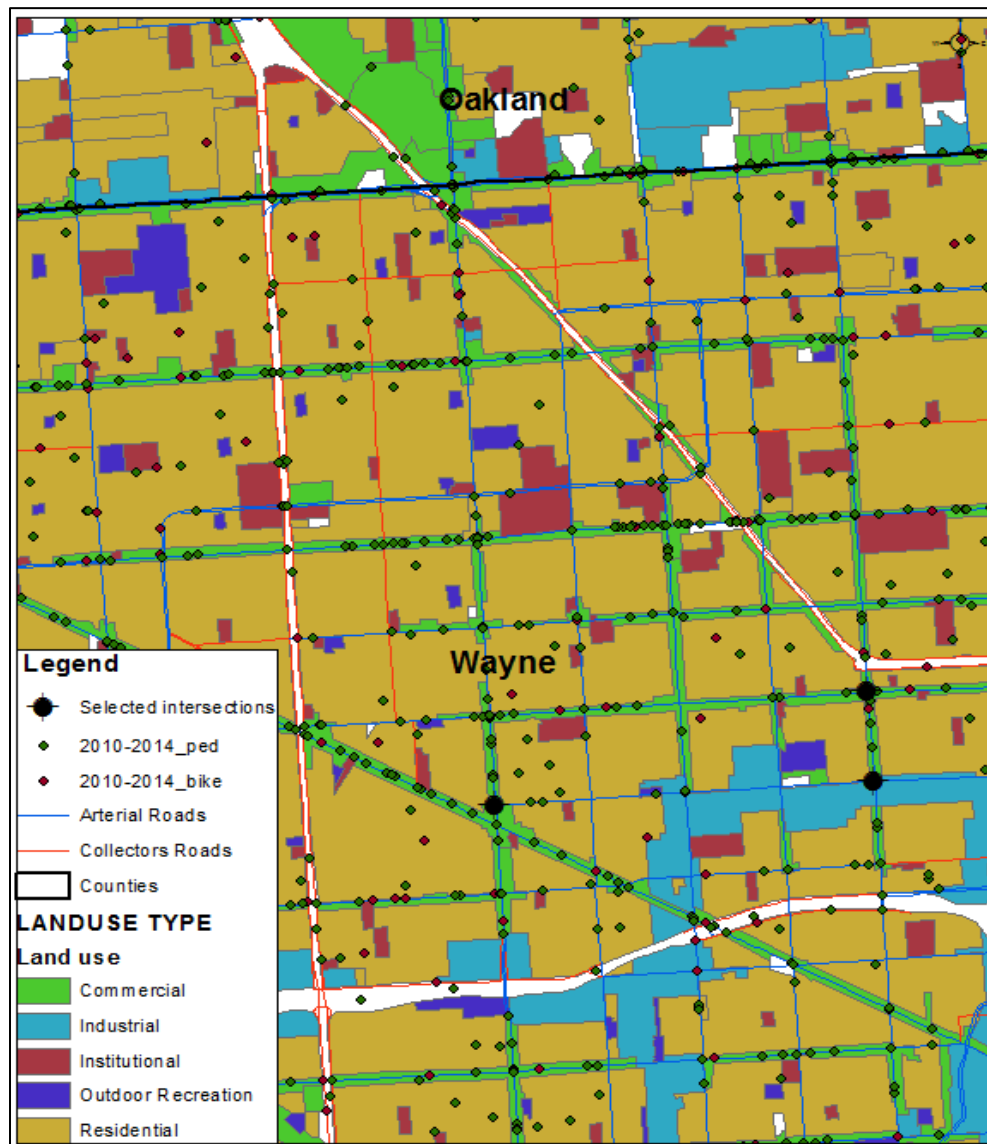 Oakland
Wayne
Legend
Selected intersections
2010-2014_ped
2010-2014_bike
Arterial Roads
Collectors Roads
Counties
LANDUSE TYPE
Land use
Commercial
Industrial
Institutional
Outdoor Recreation
Residential